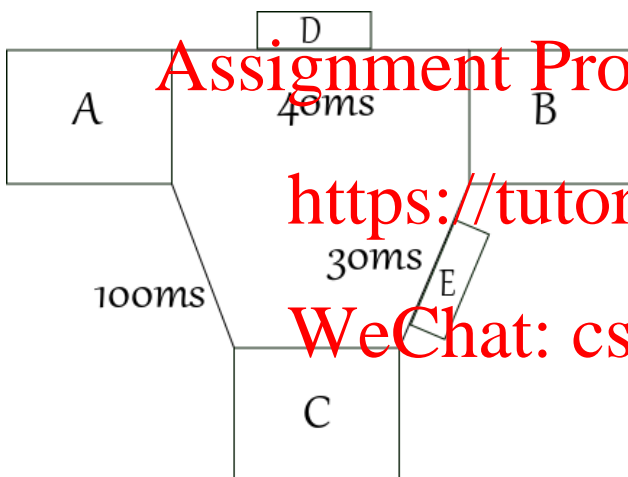 D
Assignment Pro
A
40ms
B
https://tutor
30ms
E
100ms
WeChat: cs
C